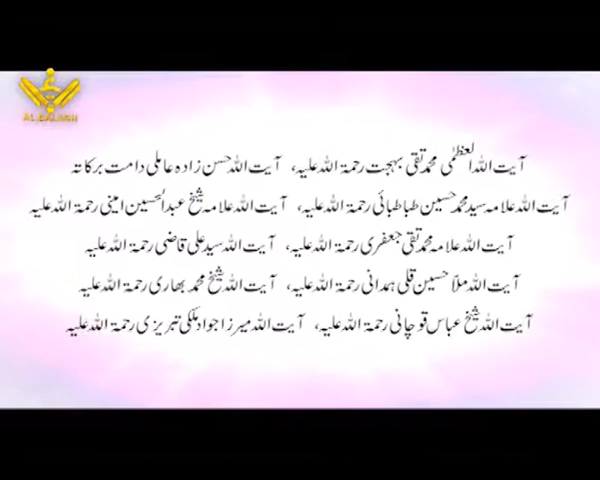 AL BALAGH
آیت اللہ العظمٰی محمد تقی بہجت رحمۃ اللہ علیہ، آیت اللہ حسن زادہ عاملی دامت برکاتہ
آیت اللہ علامہ سید محمد حسین طباطبائی رحمۃ اللہ علیہ، آیت اللہ علامہ شیخ عبدالحسین امینی رحمۃ اللہ علیہ
آیت اللہ علامہ محمد تقی جعفری رحمۃ اللہ علیہ، آیت اللہ سید علی قاضی رحمۃ اللہ علیہ
آیت اللہ ملّا حسین قلی ہمدانی رحمۃ اللہ علیہ، آیت اللہ شیخ محمد بھاری رحمۃ اللہ علیہ
آیت اللہ شیخ عباس قوچانی رحمۃ اللہ علیہ، آیت اللہ میرزا جواد ملکی تبریزی رحمۃ اللہ علیہ